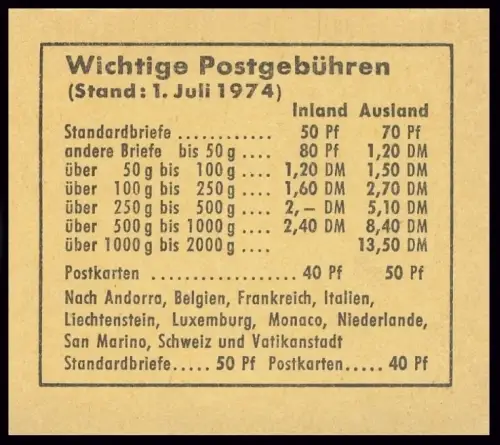 Wichtige Postgebühren
(Stand: 1. Juli 1974)
Inland Ausland
Standardbriefe ............ 50 Pf 70 Pf
andere Briefe bis 50 g .... 80 Pf 1,20 DM
über 50 g bis 100 g .... 1,20 DM 1,50 DM
über 100 g bis 250 g .... 1,60 DM 2,70 DM
über 250 g bis 500 g .... 2,— DM 5,10 DM
über 500 g bis 1000 g .... 2,40 DM 8,40 DM
über 1000 g bis 2000 g .... 13,50 DM
Postkarten .................. 40 Pf 50 Pf
Nach Andorra, Belgien, Frankreich, Italien,
Liechtenstein, Luxemburg, Monaco, Niederlande,
San Marino, Schweiz und Vatikanstadt
Standardbriefe..... 50 Pf Postkarten..... 40 Pf